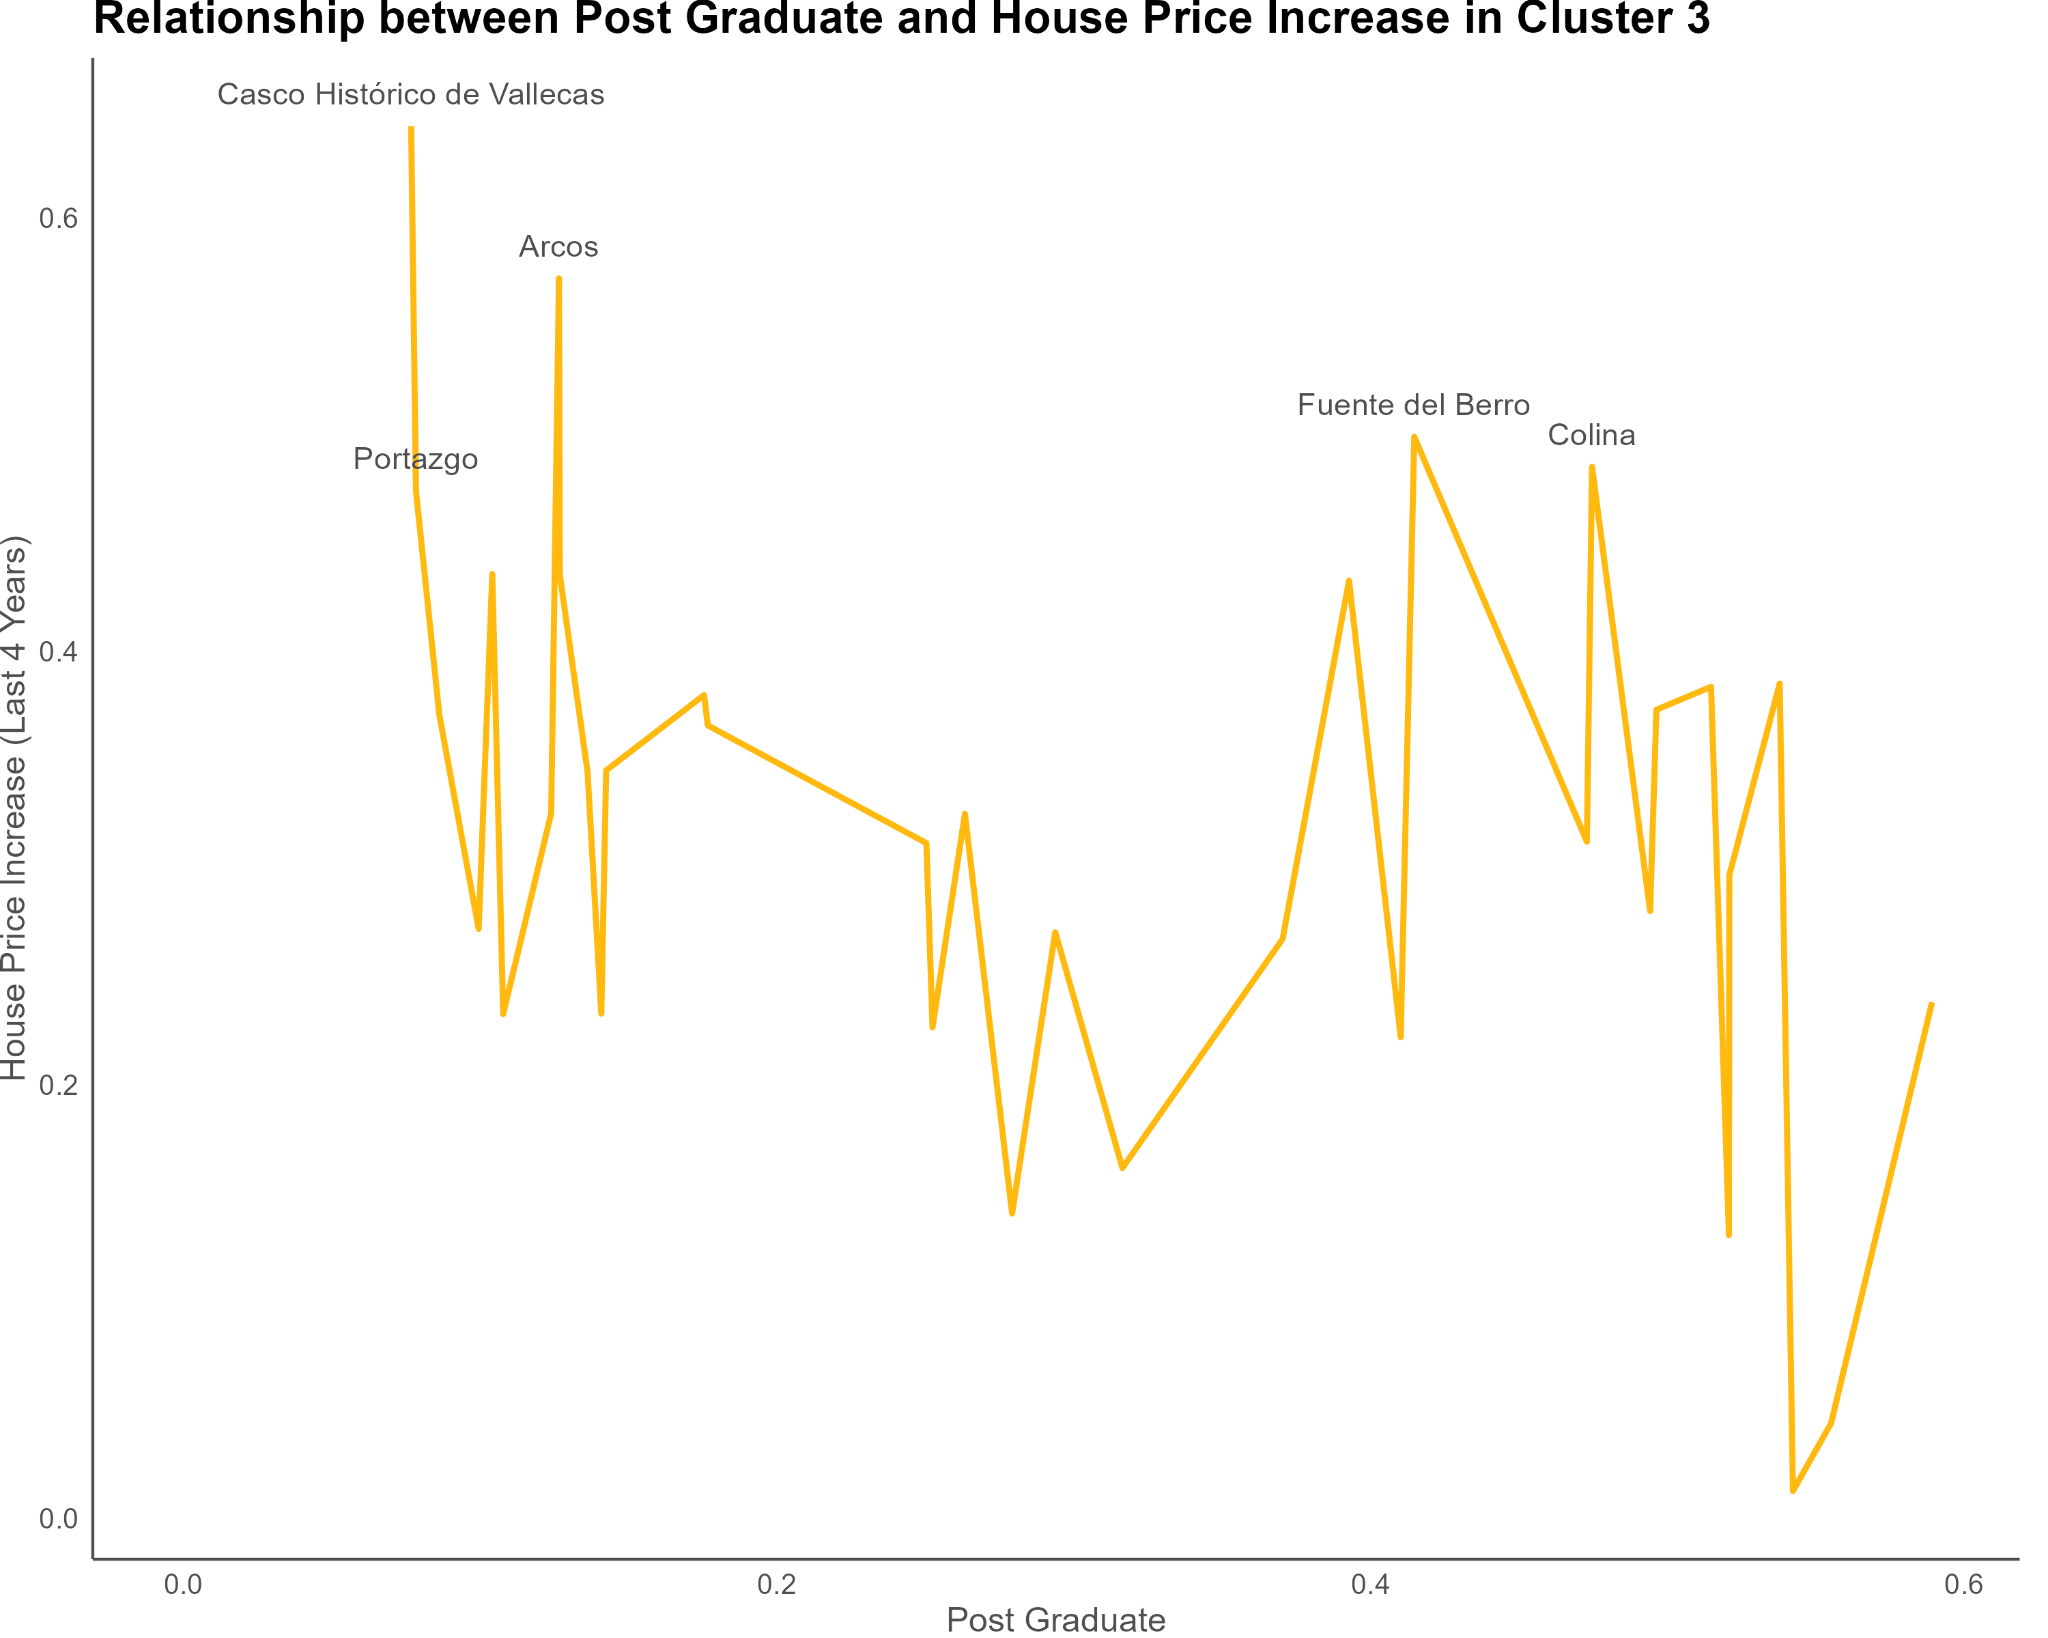 Relationship between Post Graduate and House Price Increase in Cluster 3
Casco Histórico de Vallecas
Arcos
Fuente del Berro
Colina
Portazgo
House Price Increase (Last 4 Years)
0.6
0.4
0.2
0.0
0.0 0.2 0.4 0.6
Post Graduate